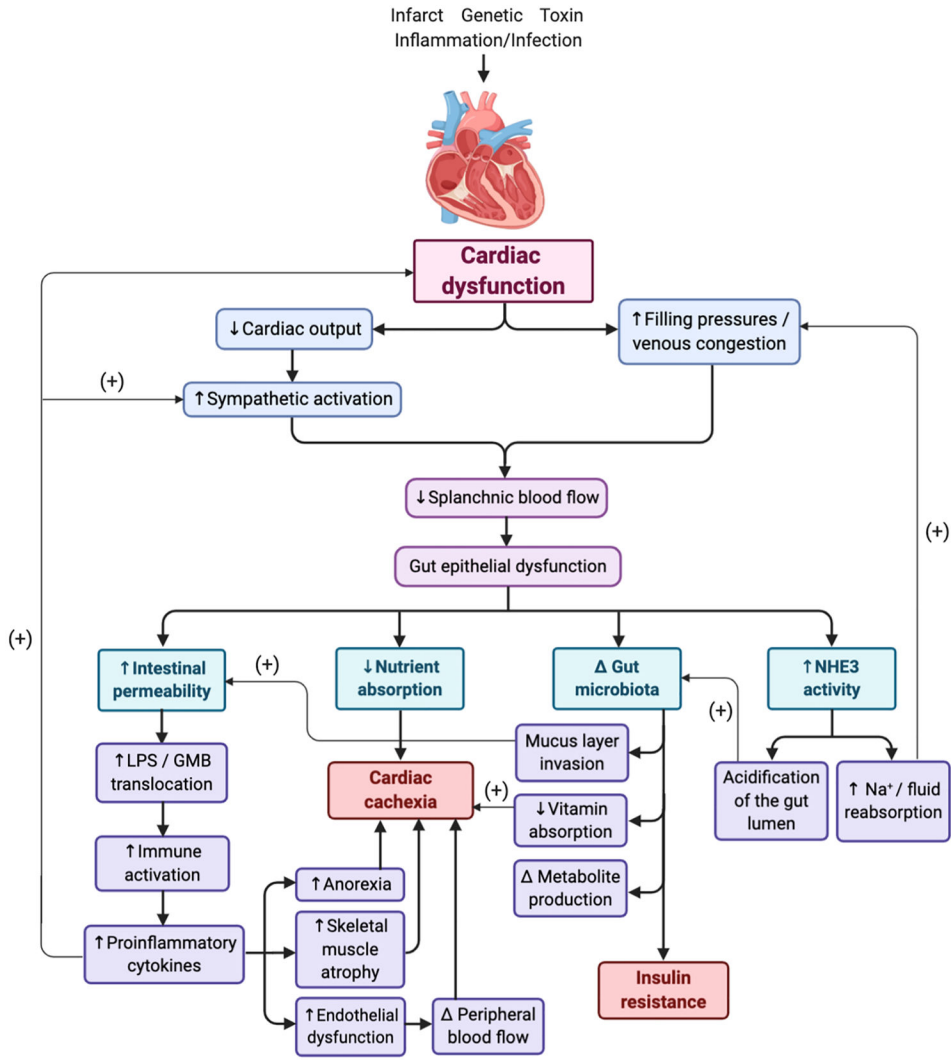 Infarct Genetic Toxin
Inflammation/Infection
Cardiac
dysfunction
↓Cardiac output
↑Filling pressures /
venous congestion
(+)
↑Sympathetic activation
↓Splanchnic blood flow
(+)
Gut epithelial dysfunction
(+)
↑Intestinal
permeability
(+)
↓Nutrient
absorption
Δ Gut
microbiota
(+)
↑NHE3
activity
↑LPS / GMB
translocation
Cardiac
cachexia
(+)
Mucus layer
invasion
↓Vitamin
absorption
Δ Metabolite
production
Acidification
of the gut
lumen
↑ Na⁺/ fluid
reabsorption
↑Immune
activation
↑Proinflammatory
cytokines
↑Anorexia
↑Skeletal
muscle
atrophy
↑Endothelial
dysfunction
Δ Peripheral
blood flow
Insulin
resistance